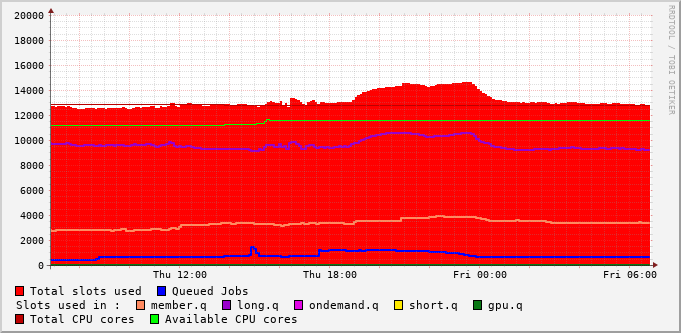 RRDTOOL / TOBI OETIKER
20000
18000
16000
14000
12000
10000
8000
6000
4000
2000
0
Thu 12:00 Thu 18:00 Fri 00:00 Fri 06:00
Total slots used Queued Jobs
Slots used in : member.q long.q ondemand.q short.q gpu.q
Total CPU cores Available CPU cores